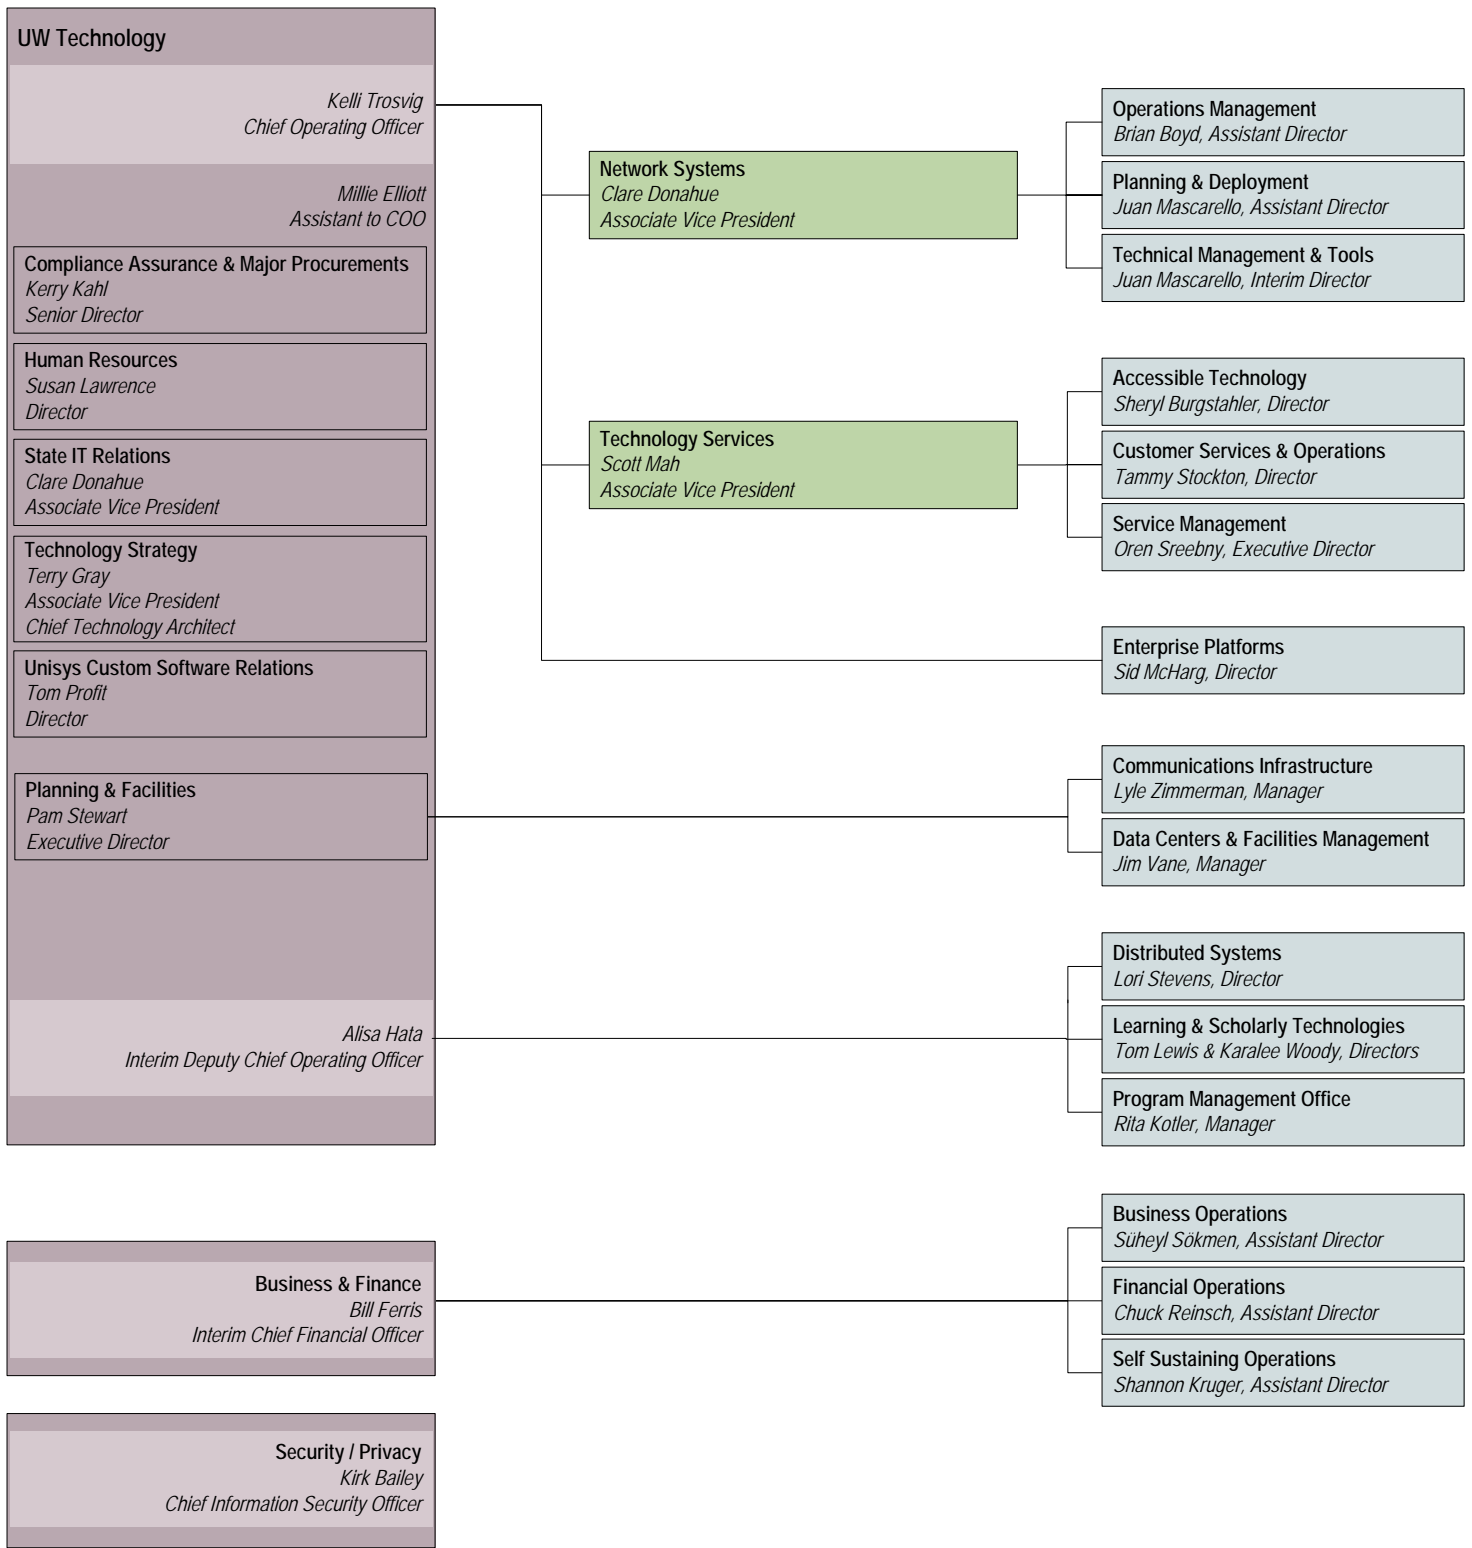 UW Technology
Kelli Trosvig
Chief Operating Officer
Millie Elliott
Assistant to COO
Compliance Assurance & Major Procurements
Kerry Kahl
Senior Director
Human Resources
Susan Lawrence
Director
State IT Relations
Clare Donahue
Associate Vice President
Technology Strategy
Terry Gray
Associate Vice President
Chief Technology Architect
Unisys Custom Software Relations
Tom Profit
Director
Planning & Facilities
Pam Stewart
Executive Director
Alisa Hata
Interim Deputy Chief Operating Officer
Business & Finance
Bill Ferris
Interim Chief Financial Officer
Security / Privacy
Kirk Bailey
Chief Information Security Officer
Network Systems
Clare Donahue
Associate Vice President
Technology Services
Scott Mah
Associate Vice President
Operations Management
Brian Boyd, Assistant Director
Planning & Deployment
Juan Mascarello, Assistant Director
Technical Management & Tools
Juan Mascarello, Interim Director
Accessible Technology
Sheryl Burgstahler, Director
Customer Services & Operations
Tammy Stockton, Director
Service Management
Oren Sreebny, Executive Director
Enterprise Platforms
Sid McHarg, Director
Communications Infrastructure
Lyle Zimmerman, Manager
Data Centers & Facilities Management
Jim Vane, Manager
Distributed Systems
Lori Stevens, Director
Learning & Scholarly Technologies
Tom Lewis & Karalee Woody, Directors
Program Management Office
Rita Kotler, Manager
Business Operations
Süheyl Sökmen, Assistant Director
Financial Operations
Chuck Reinsch, Assistant Director
Self Sustaining Operations
Shannon Kruger, Assistant Director